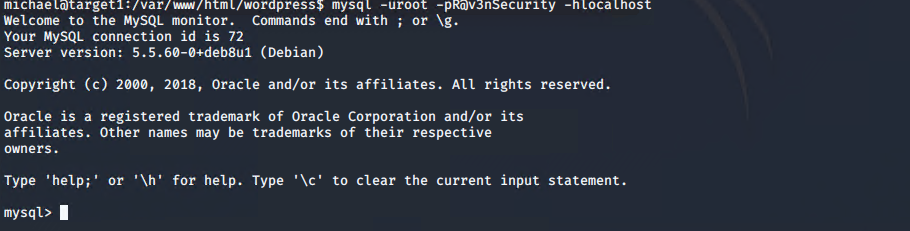 michael@target1:/var/www/html/wordpress$ mysql -uroot -pR@v3nSecurity -hlocalhost
Welcome to the MySQL monitor.  Commands end with ; or \g.
Your MySQL connection id is 72
Server version: 5.5.60-0+deb8u1 (Debian)
Copyright (c) 2000, 2018, Oracle and/or its affiliates. All rights reserved.
Oracle is a registered trademark of Oracle Corporation and/or its
affiliates. Other names may be trademarks of their respective
owners.
Type 'help;' or '\h' for help. Type '\c' to clear the current input statement.
mysql>